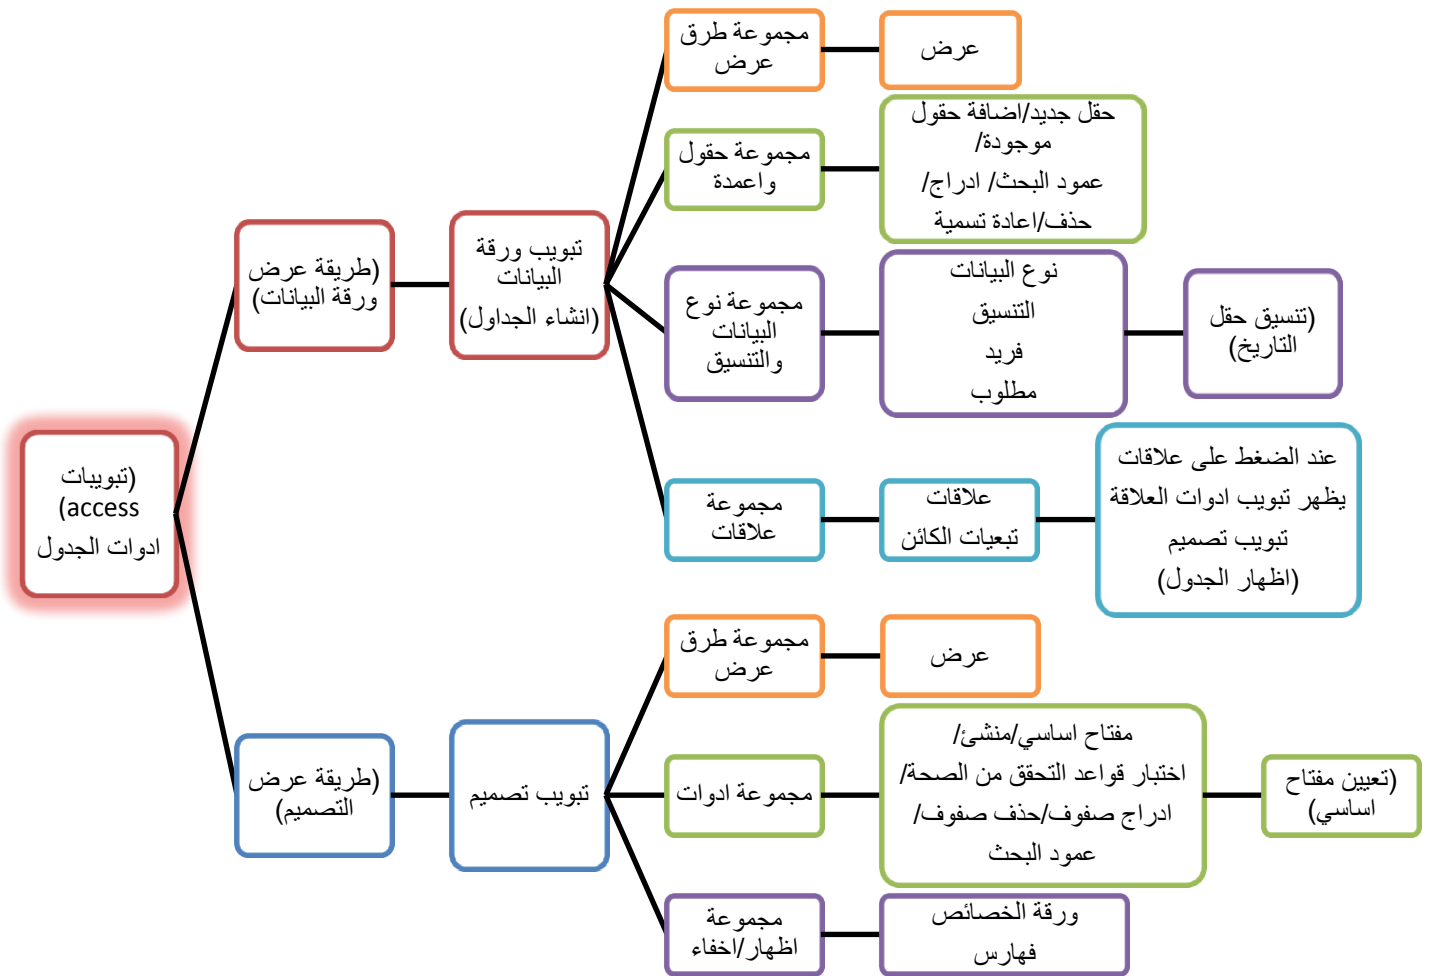 (تبويبات
access)
ادوات الجدول
(طريقة عرض
ورقة البيانات)
تبويب ورقة
البيانات
(انشاء الجداول)
مجموعة طرق
عرض
عرض
مجموعة حقول
واعمدة
حقل جديد/اضافة حقول
موجودة/
عمود البحث/ ادراج/
حذف/اعادة تسمية
مجموعة نوع
البيانات
والتنسيق
نوع البيانات
التنسيق
فريد
مطلوب
(تنسيق حقل
التاريخ)
مجموعة
علاقات
علاقات
تبعيات الكائن
عند الضغط على علاقات
يظهر تبويب ادوات العلاقة
تبويب تصميم
(اظهار الجدول)
(طريقة عرض
التصميم)
تبويب تصميم
مجموعة طرق
عرض
عرض
مجموعة ادوات
مفتاح اساسي/منشئ/
اختبار قواعد التحقق من الصحة/
ادراج صفوف/حذف صفوف/
عمود البحث
(تعيين مفتاح
اساسي)
مجموعة
اظهار/اخفاء
ورقة الخصائص
فهارس